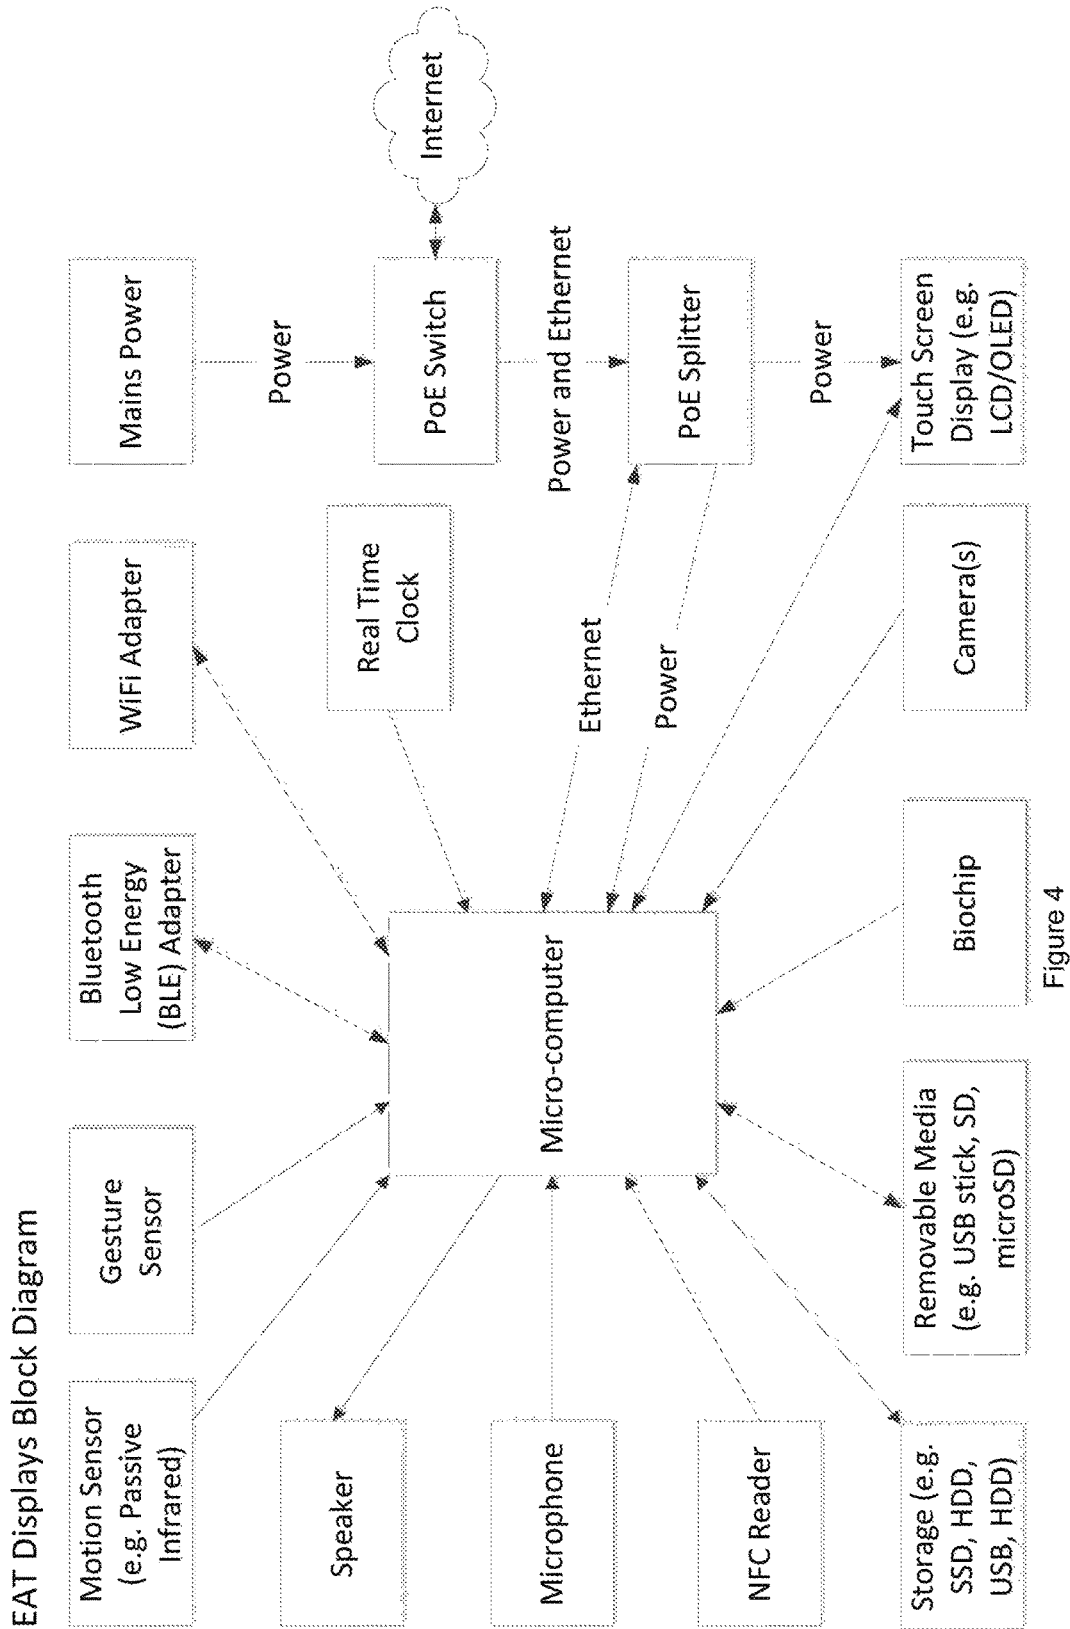 EAT Displays Block Diagram
Motion Sensor
(e.g. Passive
Infrared)
Gesture
Sensor
Bluetooth
Low Energy
(BLE) Adapter
WiFi Adapter
Mains Power
Power
Real Time
Clock
PoE Switch
Internet
Speaker
Microphone
NFC Reader
Micro-computer
Ethernet
Power
Power and Ethernet
PoE Splitter
Power
Storage (e.g.
SSD, HDD,
USB, HDD)
Removable Media
(e.g. USB stick, SD,
microSD)
Biochip
Camera(s)
Touch Screen
Display (e.g.
LCD/OLED)
Figure 4